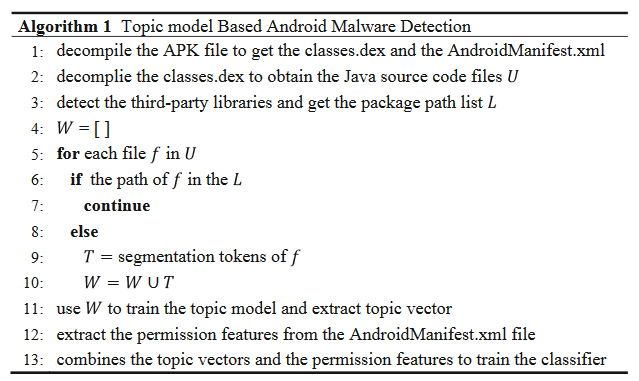 Algorithm 1 Topic model Based Android Malware Detection
1: decompile the APK file to get the classes.dex and the AndroidManifest.xml
2: decomplie the classes.dex to obtain the Java source code files U
3: detect the third-party libraries and get the package path list L
4: W = [ ]
5: for each file f in U
6: if the path of f in the L
7: continue
8: else
9: T = segmentation tokens of f
10: W = W ∪ T
11: use W to train the topic model and extract topic vector
12: extract the permission features from the AndroidManifest.xml file
13: combines the topic vectors and the permission features to train the classifier